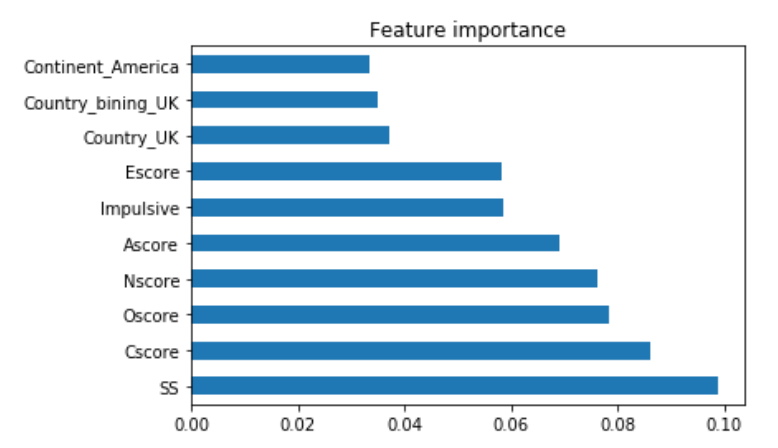 Feature importance
Continent_America
Country_bining_UK
Country_UK
Escore
Impulsive
Ascore
Nscore
Oscore
Cscore
SS
0.00 0.02 0.04 0.06 0.08 0.10